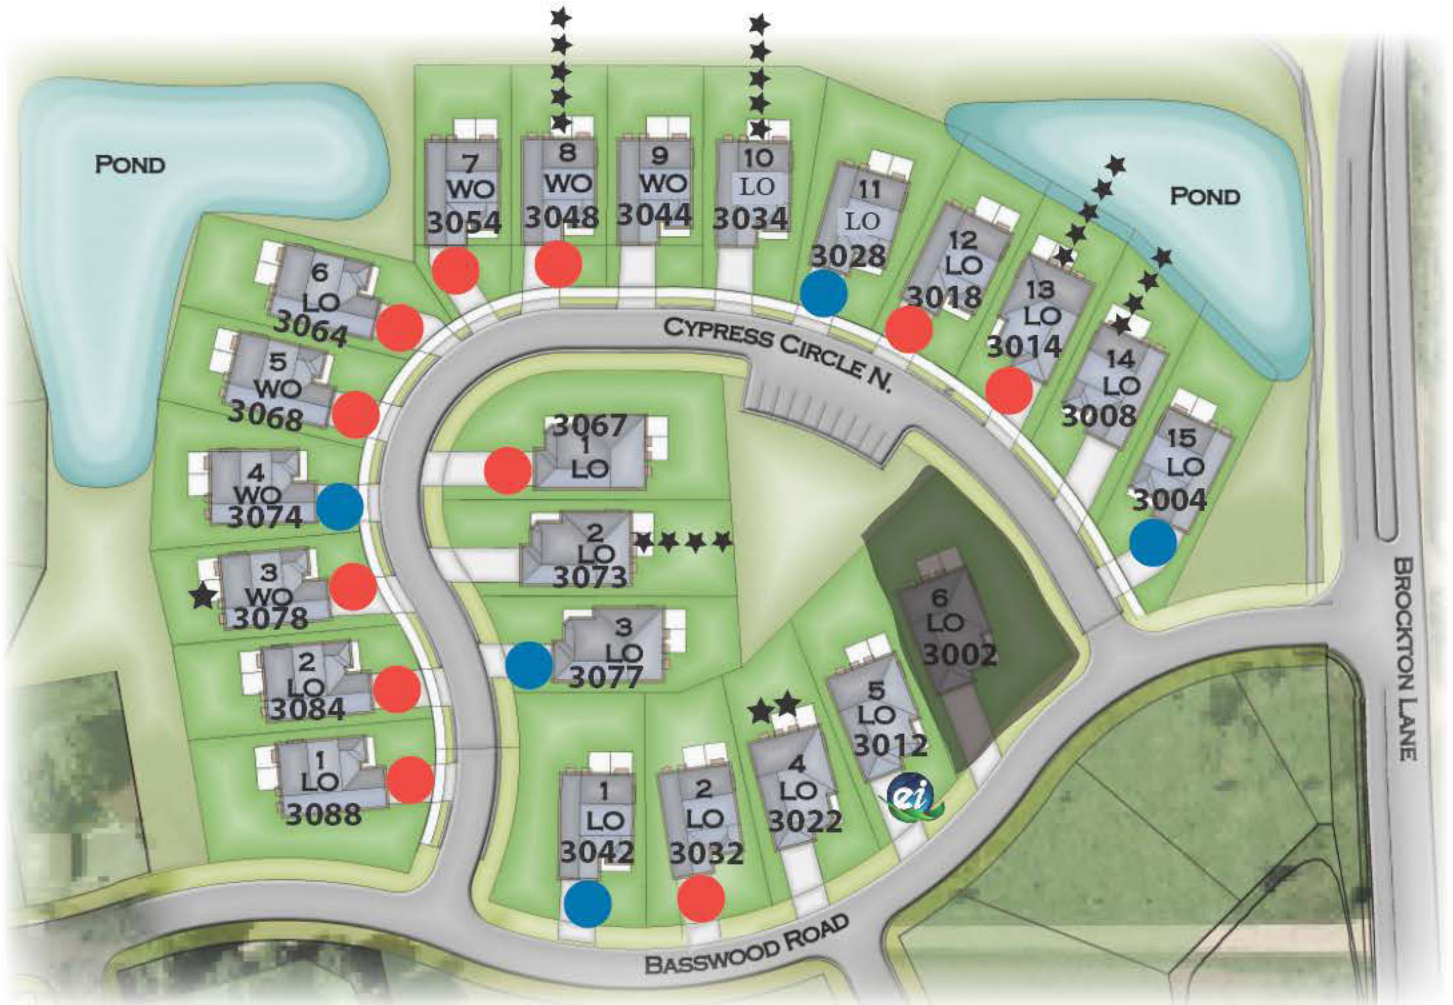 POND
7
WO
3054
8
WO
3048
9
WO
3044
10
LO
3034
11
LO
3028
12
LO
3018
13
LO
3014
14
LO
3008
15
LO
3004
POND
6
LO
3064
5
WO
3068
4
WO
3074
3
WO
3078
2
LO
3084
1
LO
3088
CYPRESS CIRCLE N.
3067
1
LO
2
LO
3073
3
LO
3077
1
LO
3042
2
LO
3032
4
LO
3022
5
LO
3012
ei
6
LO
3002
BASSWOOD ROAD
BROCKTON LANE